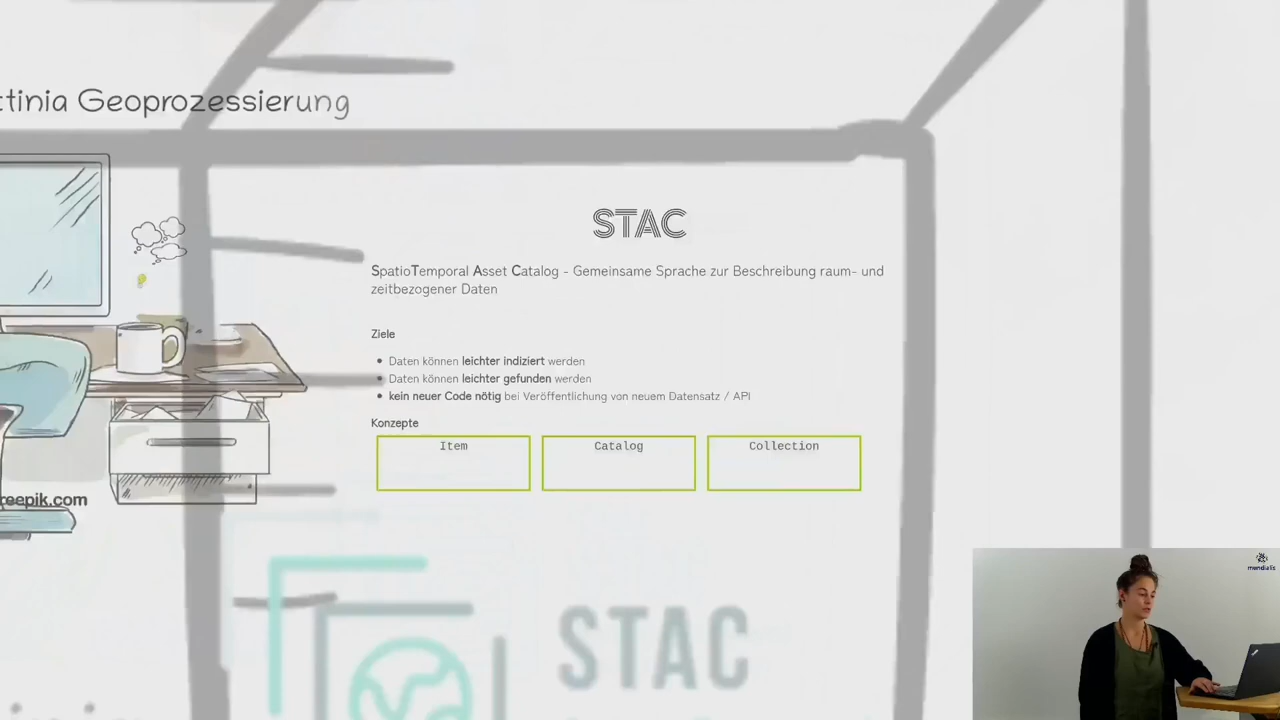 Geoprozessierung
STAC
SpatioTemporal Asset Catalog - Gemeinsame Sprache zur Beschreibung raum- und
zeitbezogener Daten
Ziele
• Daten können leichter indiziert werden
• Daten können leichter gefunden werden
• kein neuer Code nötig bei Veröffentlichung von neuem Datensatz / API
Konzepte
Item
Catalog
Collection
reepik.com
STAC
mundialis